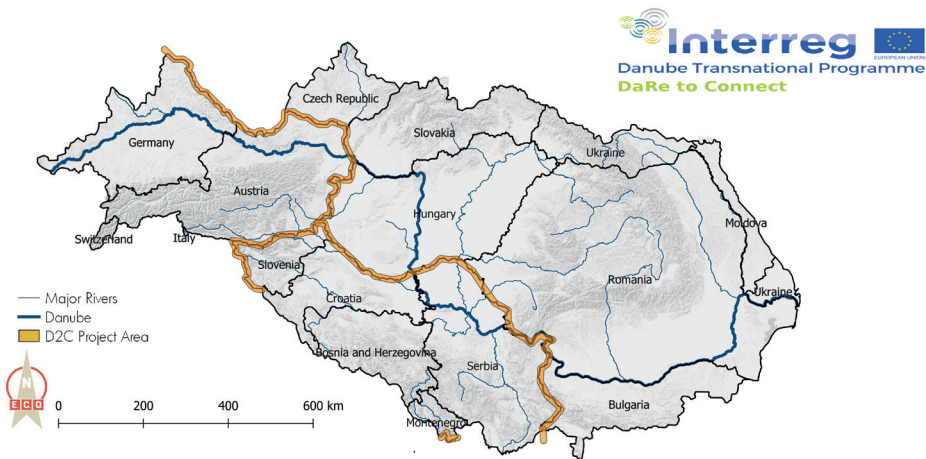 Interreg
EUROPEAN UNION
Danube Transnational Programme
DaRe to Connect
Czech Republic
Slovakia
Germany
Ukraine
Austria
Hungary
Moldova
Switzerland
Italy
Slovenia
Romania
Ukraine
Croatia
Major Rivers
Danube
D2C Project Area
Bosnia and Herzegovina
Serbia
Bulgaria
Montenegro
N
ECO
0 200 400 600 km